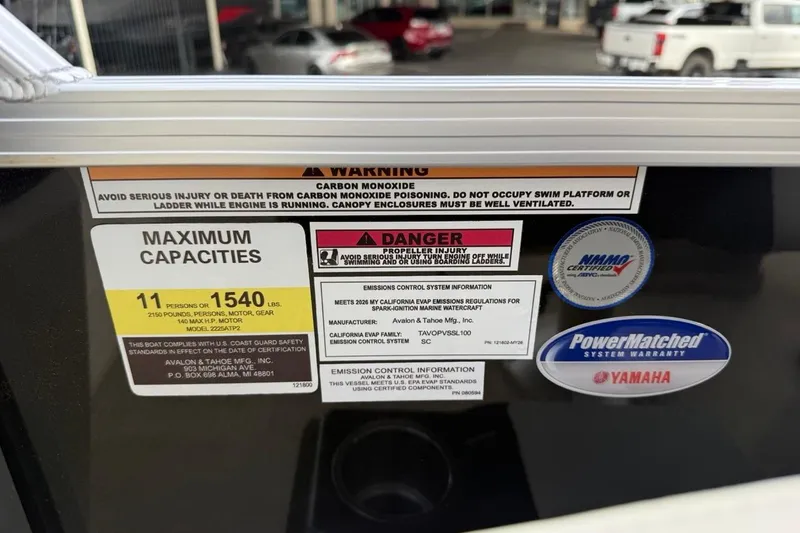 WARNING
CARBON MONOXIDE
AVOID SERIOUS INJURY OR DEATH FROM CARBON MONOXIDE POISONING. DO NOT OCCUPY SWIM PLATFORM OR
LADDER WHILE ENGINE IS RUNNING. CANOPY ENCLOSURES MUST BE WELL VENTILATED.
MAXIMUM
CAPACITIES
11 PERSONS OR 1540 LBS.
2150 POUNDS, PERSONS, MOTOR, GEAR
140 MAX H.P. MOTOR
MODEL 2225ATP2
THIS BOAT COMPLIES WITH U.S. COAST GUARD SAFETY
STANDARDS IN EFFECT ON THE DATE OF CERTIFICATION
AVALON & TAHOE MFG., INC.
903 MICHIGAN AVE.
P.O. BOX 698 ALMA, MI 48801
121800
DANGER
PROPELLER INJURY
AVOID SERIOUS INJURY TURN ENGINE OFF WHILE
SWIMMING AND OR USING BOARDING LADDERS.
EMISSIONS CONTROL SYSTEM INFORMATION
MEETS 2026 MY CALIFORNIA EVAP EMISSIONS REGULATIONS FOR
SPARK-IGNITION MARINE WATERCRAFT
MANUFACTURER: Avalon & Tahoe Mfg., Inc.
CALIFORNIA EVAP FAMILY: TAVOPVSSL100
EMISSION CONTROL SYSTEM SC PN: 121802-MY26
EMISSION CONTROL INFORMATION
AVALON & TAHOE MFG. INC.
THIS VESSEL MEETS U.S. EPA EVAP STANDARDS
USING CERTIFIED COMPONENTS.
PN 080594
NMMA
CERTIFIED
PowerMatched
SYSTEM WARRANTY
YAMAHA